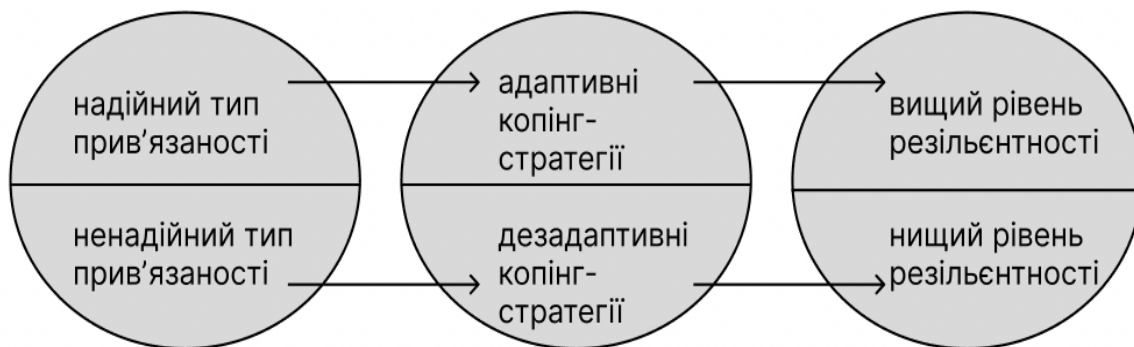 надійний тип
прив’язаності
адаптивні
копінг-
стратегії
вищий рівень
резільєнтності
ненадійний тип
прив’язаності
дезадаптивні
копінг-
стратегії
нищий рівень
резільєнтності